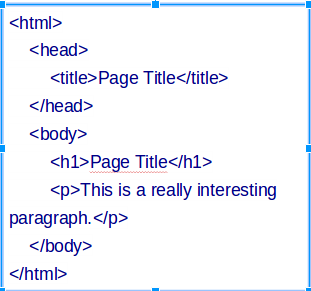 <html>
<head>
<title>Page Title</title>
</head>
<body>
<h1>Page Title</h1>
<p>This is a really interesting
paragraph.</p>
</body>
</html>